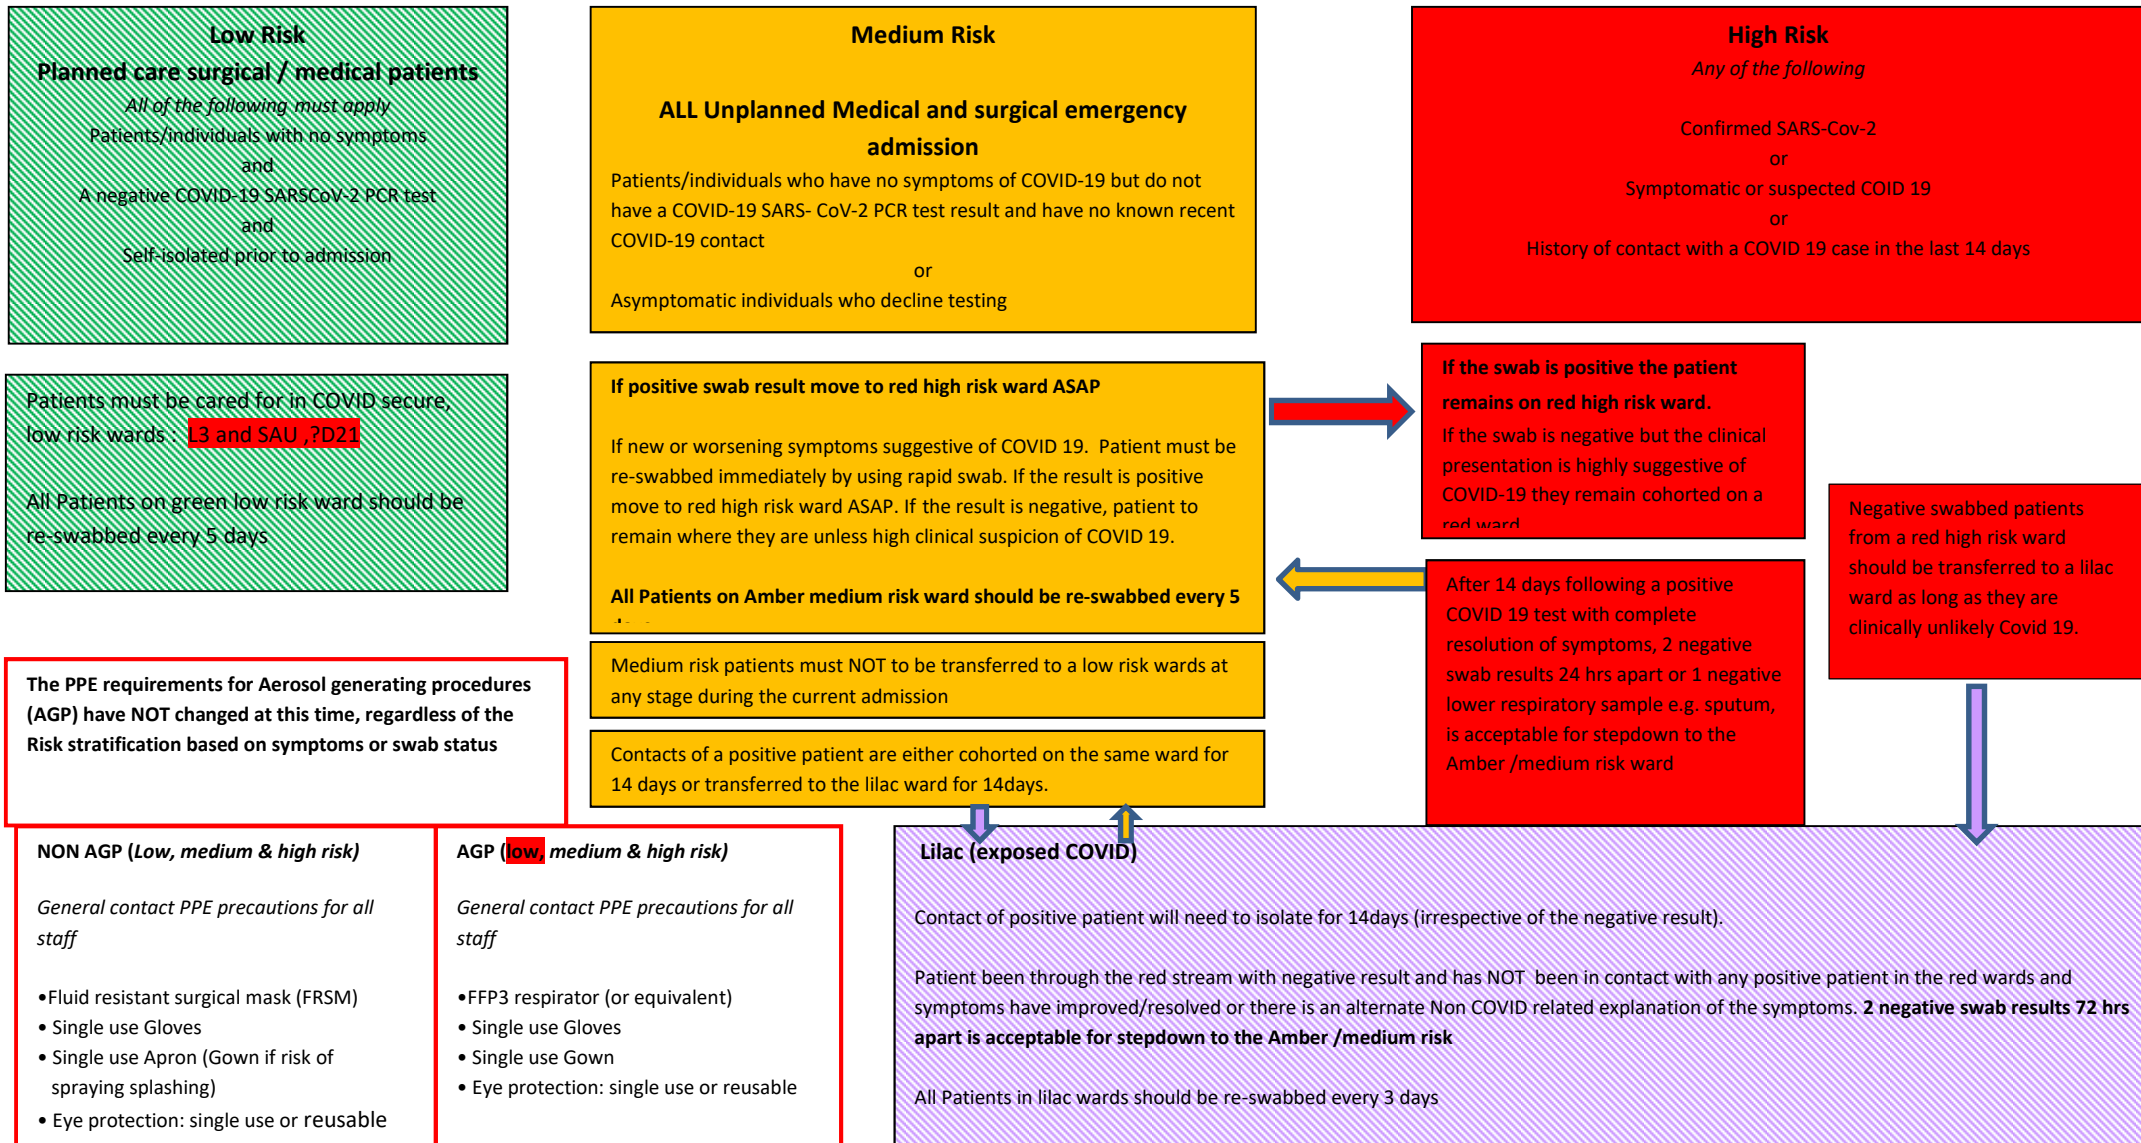 Low Risk
Planned care surgical / medical patients
All of the following must apply
Patients/individuals with no symptoms
and
A negative COVID-19 SARSCoV-2 PCR test
and
Self-isolated prior to admission
Medium Risk
ALL Unplanned Medical and surgical emergency
admission
Patients/individuals who have no symptoms of COVID-19 but do not
have a COVID-19 SARS- CoV-2 PCR test result and have no known recent
COVID-19 contact
or
Asymptomatic individuals who decline testing
High Risk
Any of the following
Confirmed SARS-Cov-2
or
Symptomatic or suspected COID 19
or
History of contact with a COVID 19 case in the last 14 days
Patients must be cared for in COVID secure,
low risk wards : L3 and SAU ,?D21
All Patients on green low risk ward should be
re-swabbed every 5 days
If positive swab result move to red high risk ward ASAP
If new or worsening symptoms suggestive of COVID 19. Patient must be
re-swabbed immediately by using rapid swab. If the result is positive
move to red high risk ward ASAP. If the result is negative, patient to
remain where they are unless high clinical suspicion of COVID 19.
All Patients on Amber medium risk ward should be re-swabbed every 5
Medium risk patients must NOT to be transferred to a low risk wards at
any stage during the current admission
Contacts of a positive patient are either cohorted on the same ward for
14 days or transferred to the lilac ward for 14days.
If the swab is positive the patient
remains on red high risk ward.
If the swab is negative but the clinical
presentation is highly suggestive of
COVID-19 they remain cohorted on a
red ward
After 14 days following a positive
COVID 19 test with complete
resolution of symptoms, 2 negative
swab results 24 hrs apart or 1 negative
lower respiratory sample e.g. sputum,
is acceptable for stepdown to the
Amber /medium risk ward
Negative swabbed patients
from a red high risk ward
should be transferred to a lilac
ward as long as they are
clinically unlikely Covid 19.
The PPE requirements for Aerosol generating procedures
(AGP) have NOT changed at this time, regardless of the
Risk stratification based on symptoms or swab status
NON AGP (Low, medium & high risk)
General contact PPE precautions for all
staff
•Fluid resistant surgical mask (FRSM)
• Single use Gloves
• Single use Apron (Gown if risk of
spraying splashing)
• Eye protection: single use or reusable
AGP (low, medium & high risk)
General contact PPE precautions for all
staff
•FFP3 respirator (or equivalent)
• Single use Gloves
• Single use Gown
• Eye protection: single use or reusable
Lilac (exposed COVID)
Contact of positive patient will need to isolate for 14days (irrespective of the negative result).
Patient been through the red stream with negative result and has NOT been in contact with any positive patient in the red wards and
symptoms have improved/resolved or there is an alternate Non COVID related explanation of the symptoms. 2 negative swab results 72 hrs
apart is acceptable for stepdown to the Amber /medium risk
All Patients in lilac wards should be re-swabbed every 3 days